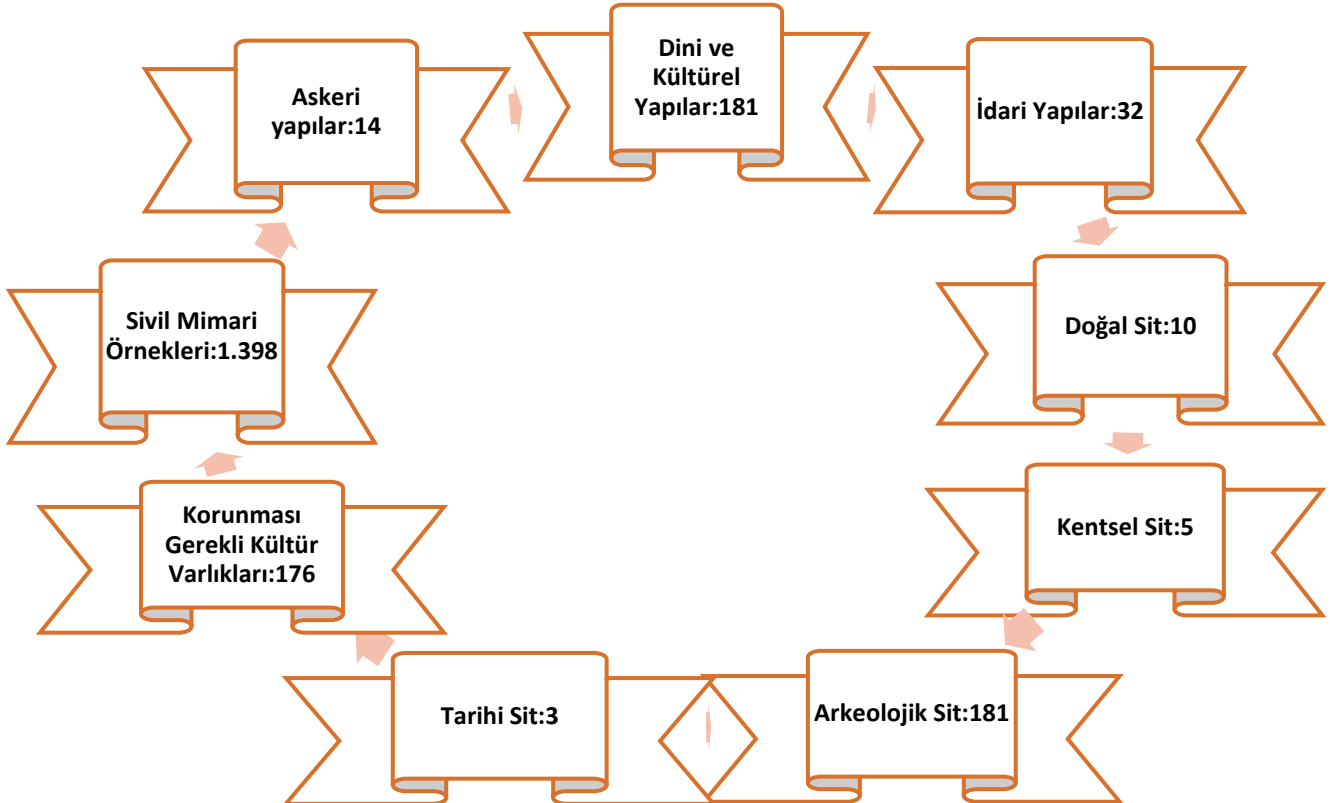 Dini ve
Kültürel
Yapılar:181
İdari Yapılar:32
Doğal Sit:10
Kentsel Sit:5
Arkeolojik Sit:181
Tarihi Sit:3
Korunması
Gerekli Kültür
Varlıkları:176
Sivil Mimari
Örnekleri:1.398
Askeri
yapılar:14